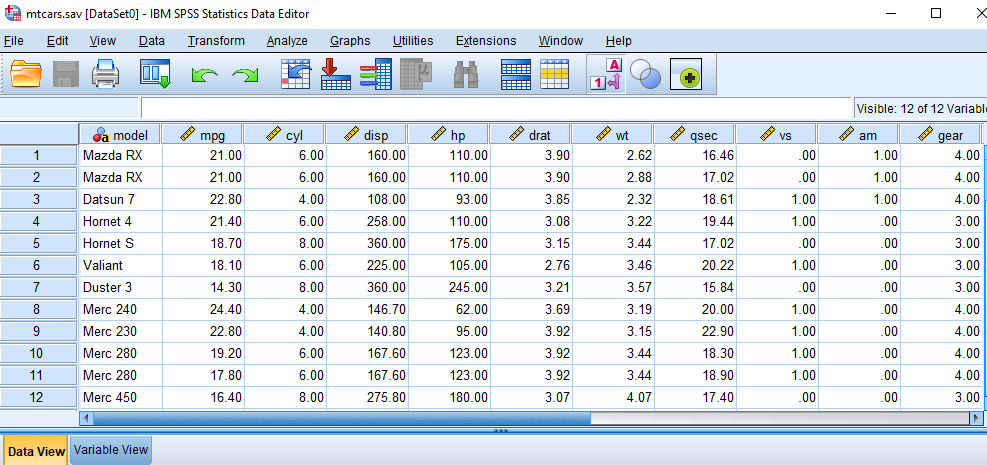 mtcars.sav [DataSet0] - IBM SPSS Statistics Data Editor
File Edit View Data Transform Analyze Graphs Utilities Extensions Window Help
1 A
Visible: 12 of 12 Variabl
model mpg cyl disp hp drat wt qsec vs am gear
1 Mazda RX 21.00 6.00 160.00 110.00 3.90 2.62 16.46 .00 1.00 4.00
2 Mazda RX 21.00 6.00 160.00 110.00 3.90 2.88 17.02 .00 1.00 4.00
3 Datsun 7 22.80 4.00 108.00 93.00 3.85 2.32 18.61 1.00 1.00 4.00
4 Hornet 4 21.40 6.00 258.00 110.00 3.08 3.22 19.44 1.00 .00 3.00
5 Hornet S 18.70 8.00 360.00 175.00 3.15 3.44 17.02 .00 .00 3.00
6 Valiant 18.10 6.00 225.00 105.00 2.76 3.46 20.22 1.00 .00 3.00
7 Duster 3 14.30 8.00 360.00 245.00 3.21 3.57 15.84 .00 .00 3.00
8 Merc 240 24.40 4.00 146.70 62.00 3.69 3.19 20.00 1.00 .00 4.00
9 Merc 230 22.80 4.00 140.80 95.00 3.92 3.15 22.90 1.00 .00 4.00
10 Merc 280 19.20 6.00 167.60 123.00 3.92 3.44 18.30 1.00 .00 4.00
11 Merc 280 17.80 6.00 167.60 123.00 3.92 3.44 18.90 1.00 .00 4.00
12 Merc 450 16.40 8.00 275.80 180.00 3.07 4.07 17.40 .00 .00 3.00
Data View Variable View